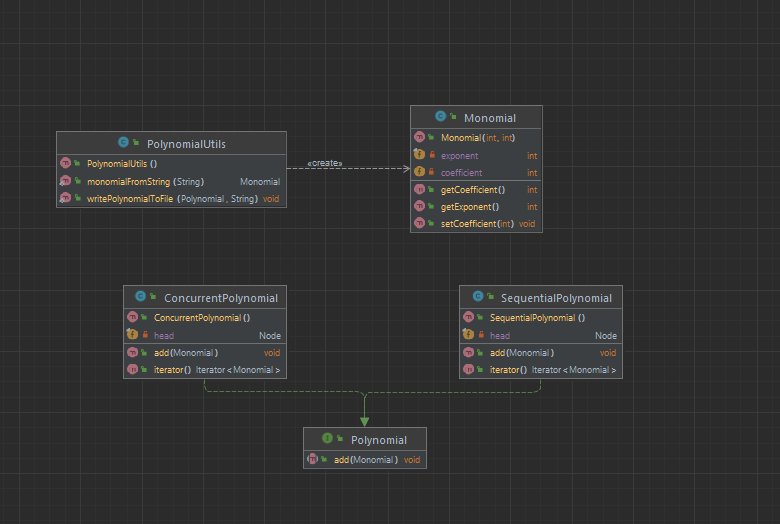 PolynomialUtils
PolynomialUtils ()
monomialFromString (String) Monomial
writePolynomialToFile (Polynomial, String) void
«create»
Monomial
Monomial(int, int)
exponent int
coefficient int
getCoefficient() int
getExponent() int
setCoefficient(int) void
ConcurrentPolynomial
ConcurrentPolynomial()
head Node
add(Monomial) void
iterator() Iterator<Monomial>
SequentialPolynomial
SequentialPolynomial()
head Node
add(Monomial) void
iterator() Iterator<Monomial>
Polynomial
add(Monomial) void